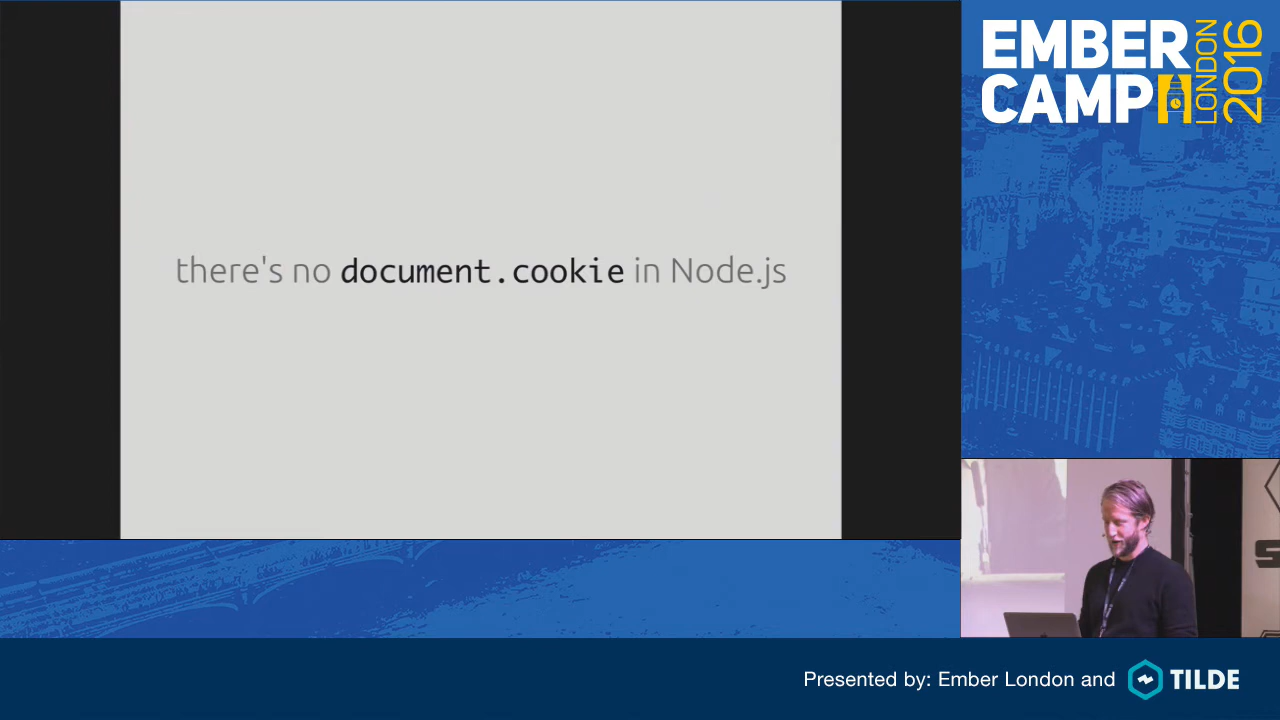 there's no document.cookie in Node.js
EMBER
CAMP
LONDON
2016
Presented by: Ember London and TILDE